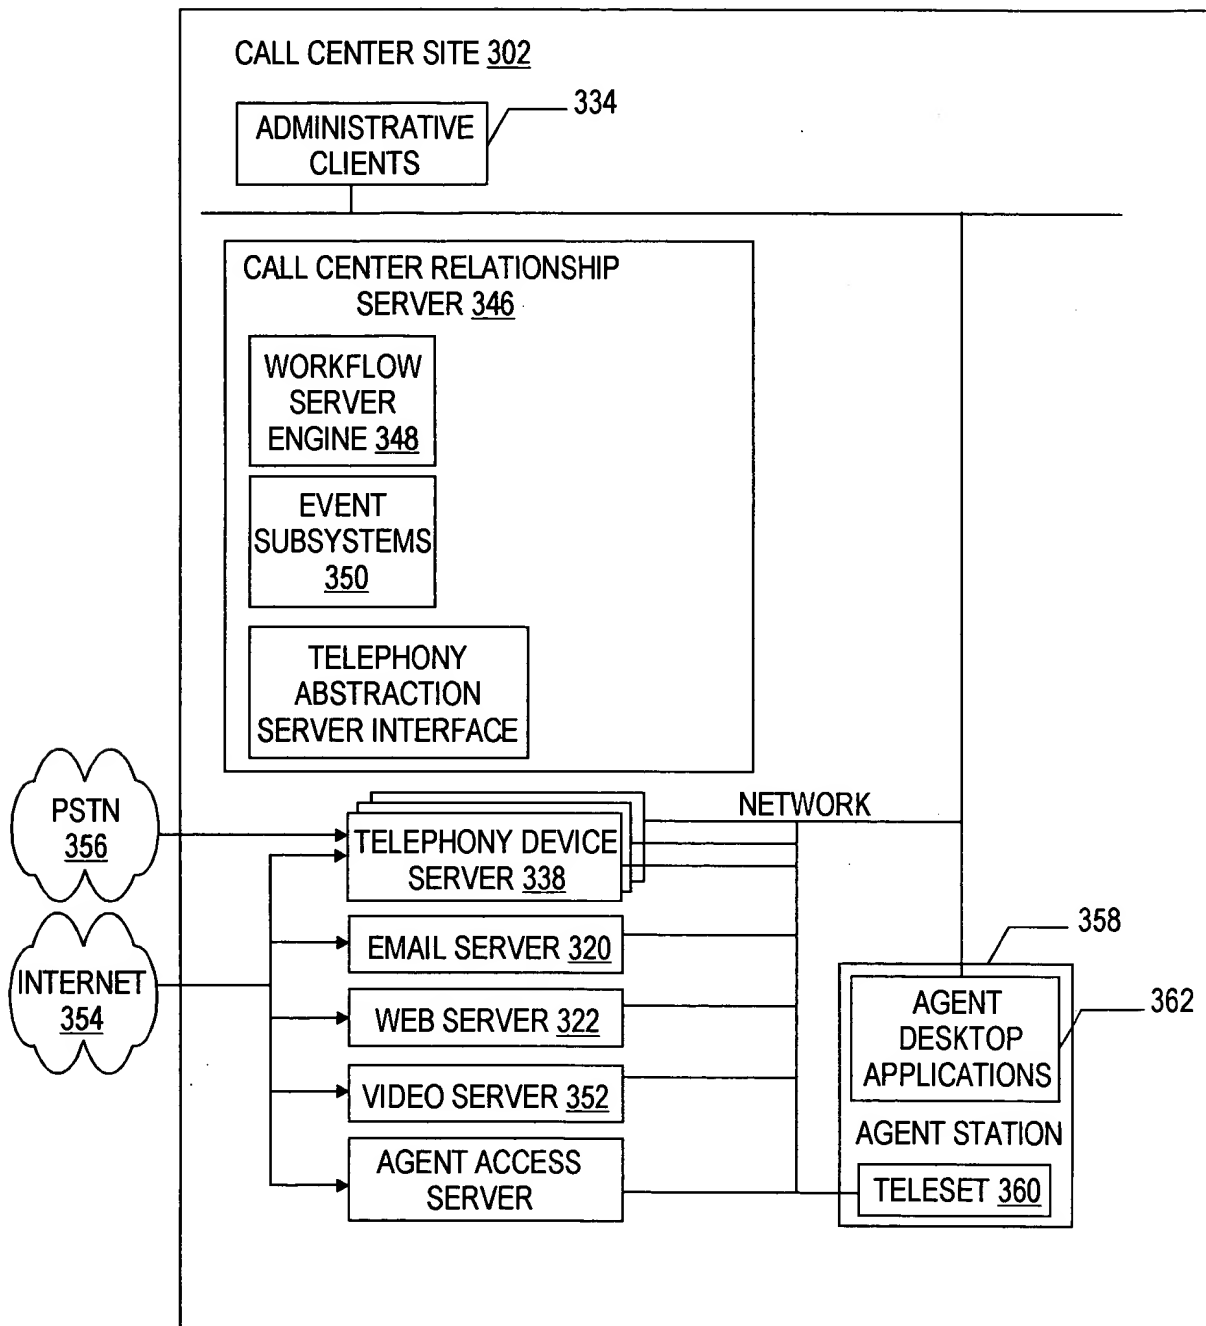 CALL CENTER SITE 302
334
ADMINISTRATIVE
CLIENTS
CALL CENTER RELATIONSHIP
SERVER 346
WORKFLOW
SERVER
ENGINE 348
EVENT
SUBSYSTEMS
350
TELEPHONY
ABSTRACTION
SERVER INTERFACE
PSTN
356
NETWORK
TELEPHONY DEVICE
SERVER 338
INTERNET
354
EMAIL SERVER 320
WEB SERVER 322
VIDEO SERVER 352
AGENT ACCESS
SERVER
358
AGENT
DESKTOP
APPLICATIONS
362
AGENT STATION
TELESET 360